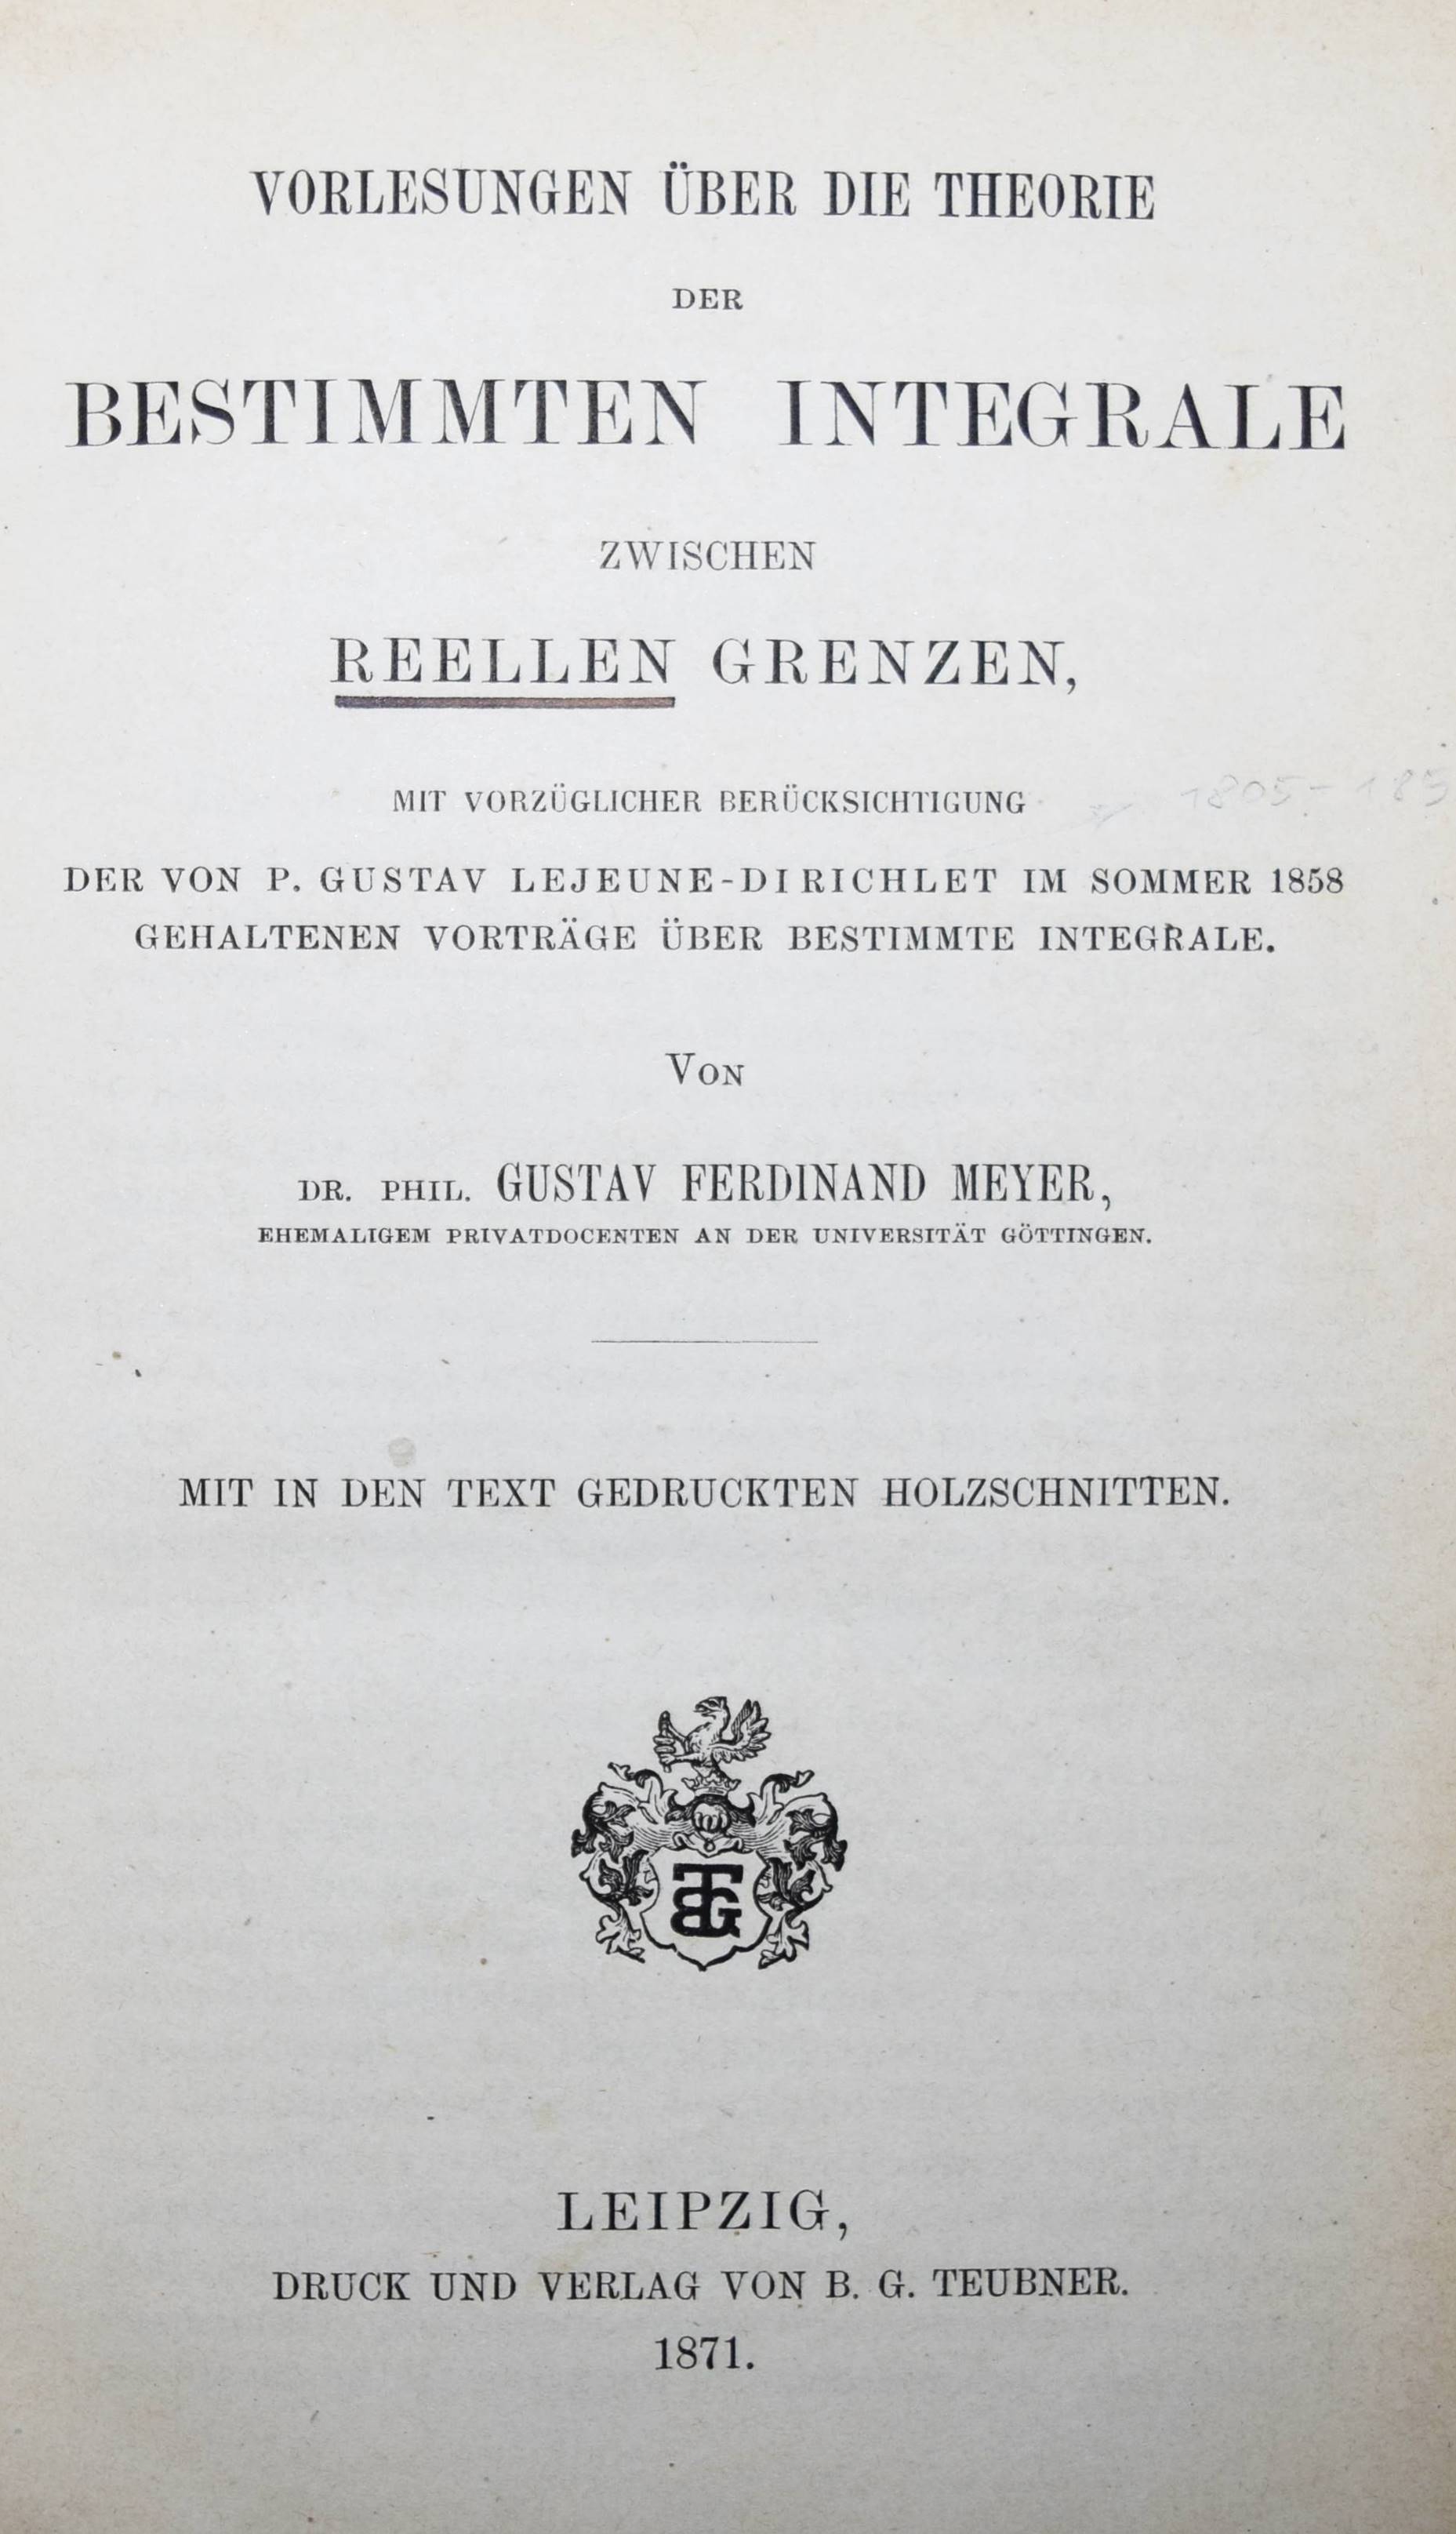 VORLESUNGEN ÜBER DIE THEORIE
DER
BESTIMMTEN INTEGRALE
ZWISCHEN
REELLEN GRENZEN,
MIT VORZÜGLICHER BERÜCKSICHTIGUNG
DER VON P. GUSTAV LEJEUNE-DIRICHLET IM SOMMER 1858
GEHALTENEN VORTRÄGE ÜBER BESTIMMTE INTEGRALE.
VON
DR. PHIL. GUSTAV FERDINAND MEYER,
EHEMALIGEM PRIVATDOCENTEN AN DER UNIVERSITÄT GÖTTINGEN.
MIT IN DEN TEXT GEDRUCKTEN HOLZSCHNITTEN.
BGT
LEIPZIG,
DRUCK UND VERLAG VON B. G. TEUBNER.
1871.